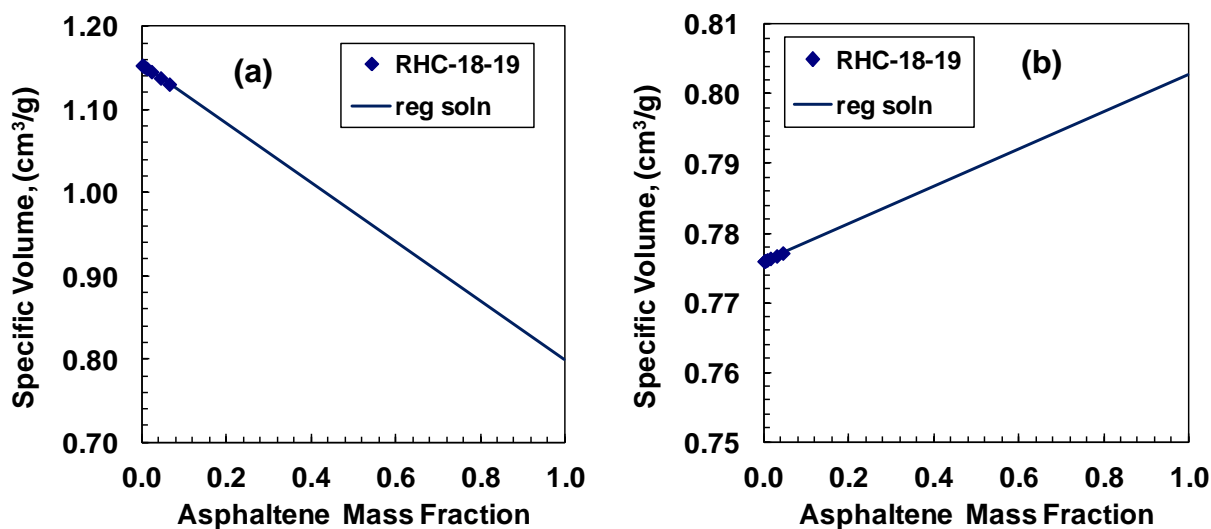 1.20
1.10
1.00
0.90
0.80
0.70
Specific Volume, (cm³/g)
(a)
RHC-18-19
reg soln
0.0 0.2 0.4 0.6 0.8 1.0
Asphaltene Mass Fraction
0.81
0.80
0.79
0.78
0.77
0.76
0.75
Specific Volume, (cm³/g)
RHC-18-19
reg soln
(b)
0.0 0.2 0.4 0.6 0.8 1.0
Asphaltene Mass Fraction